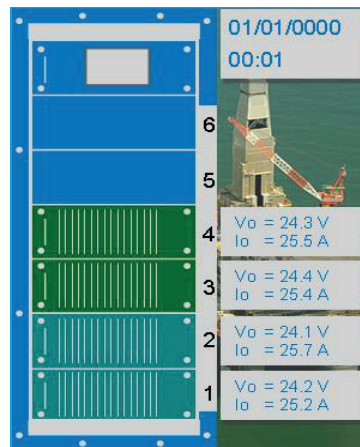 01/01/0000
00:01
6
5
4
Vo = 24.3 V
Io = 25.5 A
3
Vo = 24.4 V
Io = 25.4 A
2
Vo = 24.1 V
Io = 25.7 A
1
Vo = 24.2 V
Io = 25.2 A